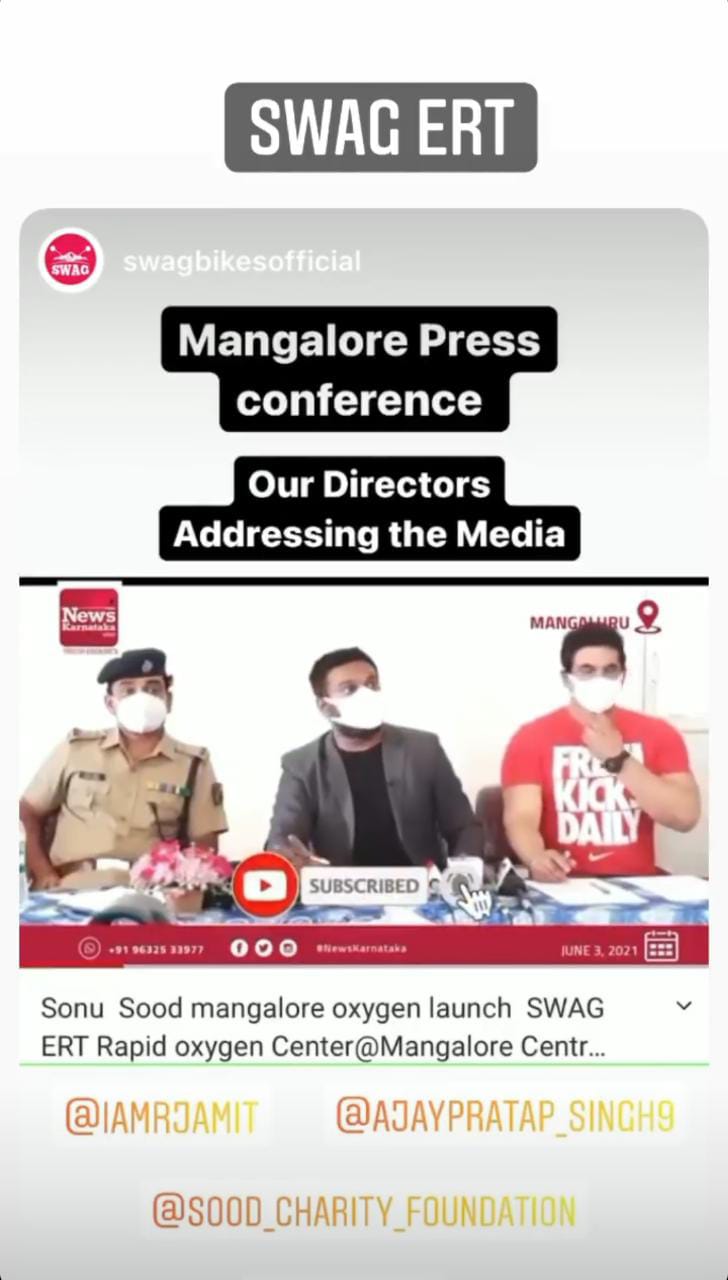 SWAG ERT
SWAG
swagbikesofficial
Mangalore Press
conference
Our Directors
Addressing the Media
News
Karnataka
MANGALURU
FREE
KICK
DAILY
SUBSCRIBED
+91 96325 33977
#NewsKarnataka
JUNE 3, 2021
Sonu Sood mangalore oxygen launch SWAG
ERT Rapid oxygen Center@Mangalore Centr...
@IAMRJAMIT
@AJAYPRATAP_SINGH9
@SOOD_CHARITY_FOUNDATION